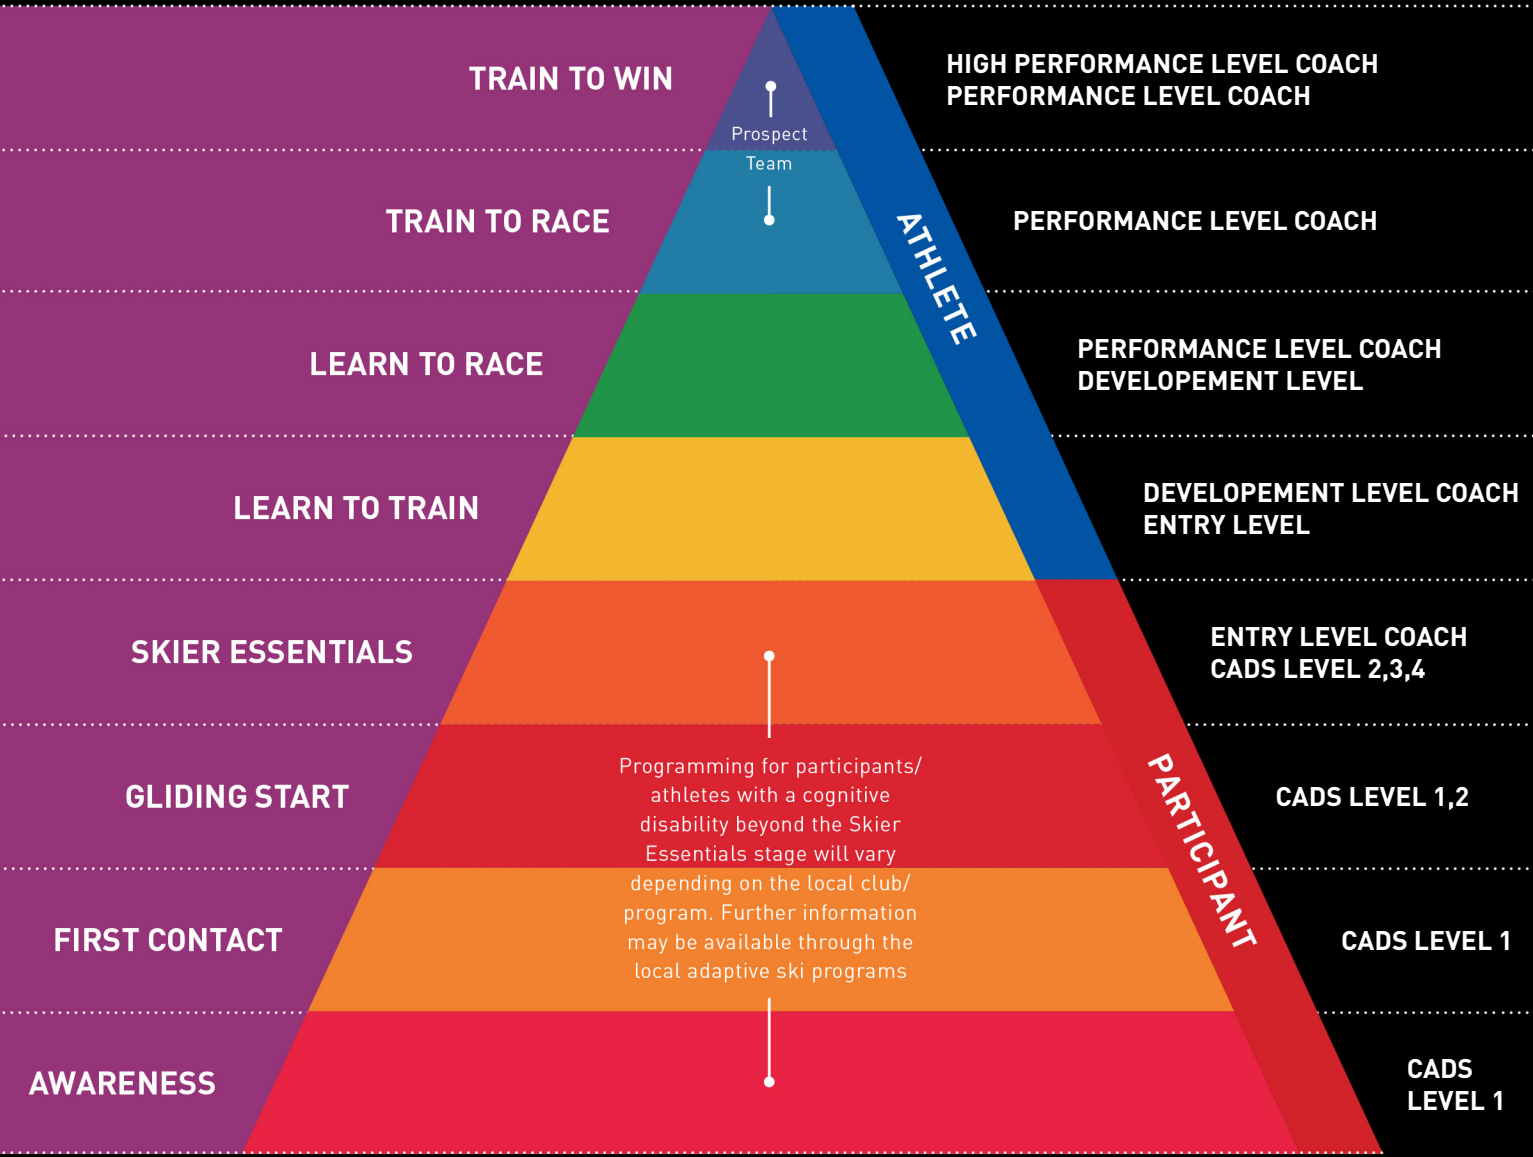 TRAIN TO WIN
Prospect
HIGH PERFORMANCE LEVEL COACH
PERFORMANCE LEVEL COACH
TRAIN TO RACE
Team
ATHLETE
PERFORMANCE LEVEL COACH
LEARN TO RACE
PERFORMANCE LEVEL COACH
DEVELOPEMENT LEVEL
LEARN TO TRAIN
DEVELOPEMENT LEVEL COACH
ENTRY LEVEL
SKIER ESSENTIALS
ENTRY LEVEL COACH
CADS LEVEL 2,3,4
GLIDING START
Programming for participants/
athletes with a cognitive
disability beyond the Skier
Essentials stage will vary
depending on the local club/
program. Further information
may be available through the
local adaptive ski programs
PARTICIPANT
CADS LEVEL 1,2
FIRST CONTACT
CADS LEVEL 1
AWARENESS
CADS
LEVEL 1